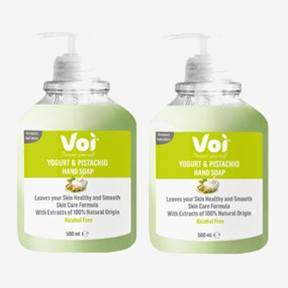 Voi
YOGURT & PISTACHIO
HAND SOAP
Leaves your Skin Healthy and Smooth
Skin Care Formula
With Extracts of 100% Natural Origin
Alcohol Free
500 ml e
Voi
YOGURT & PISTACHIO
HAND SOAP
Leaves your Skin Healthy and Smooth
Skin Care Formula
With Extracts of 100% Natural Origin
Alcohol Free
500 ml e